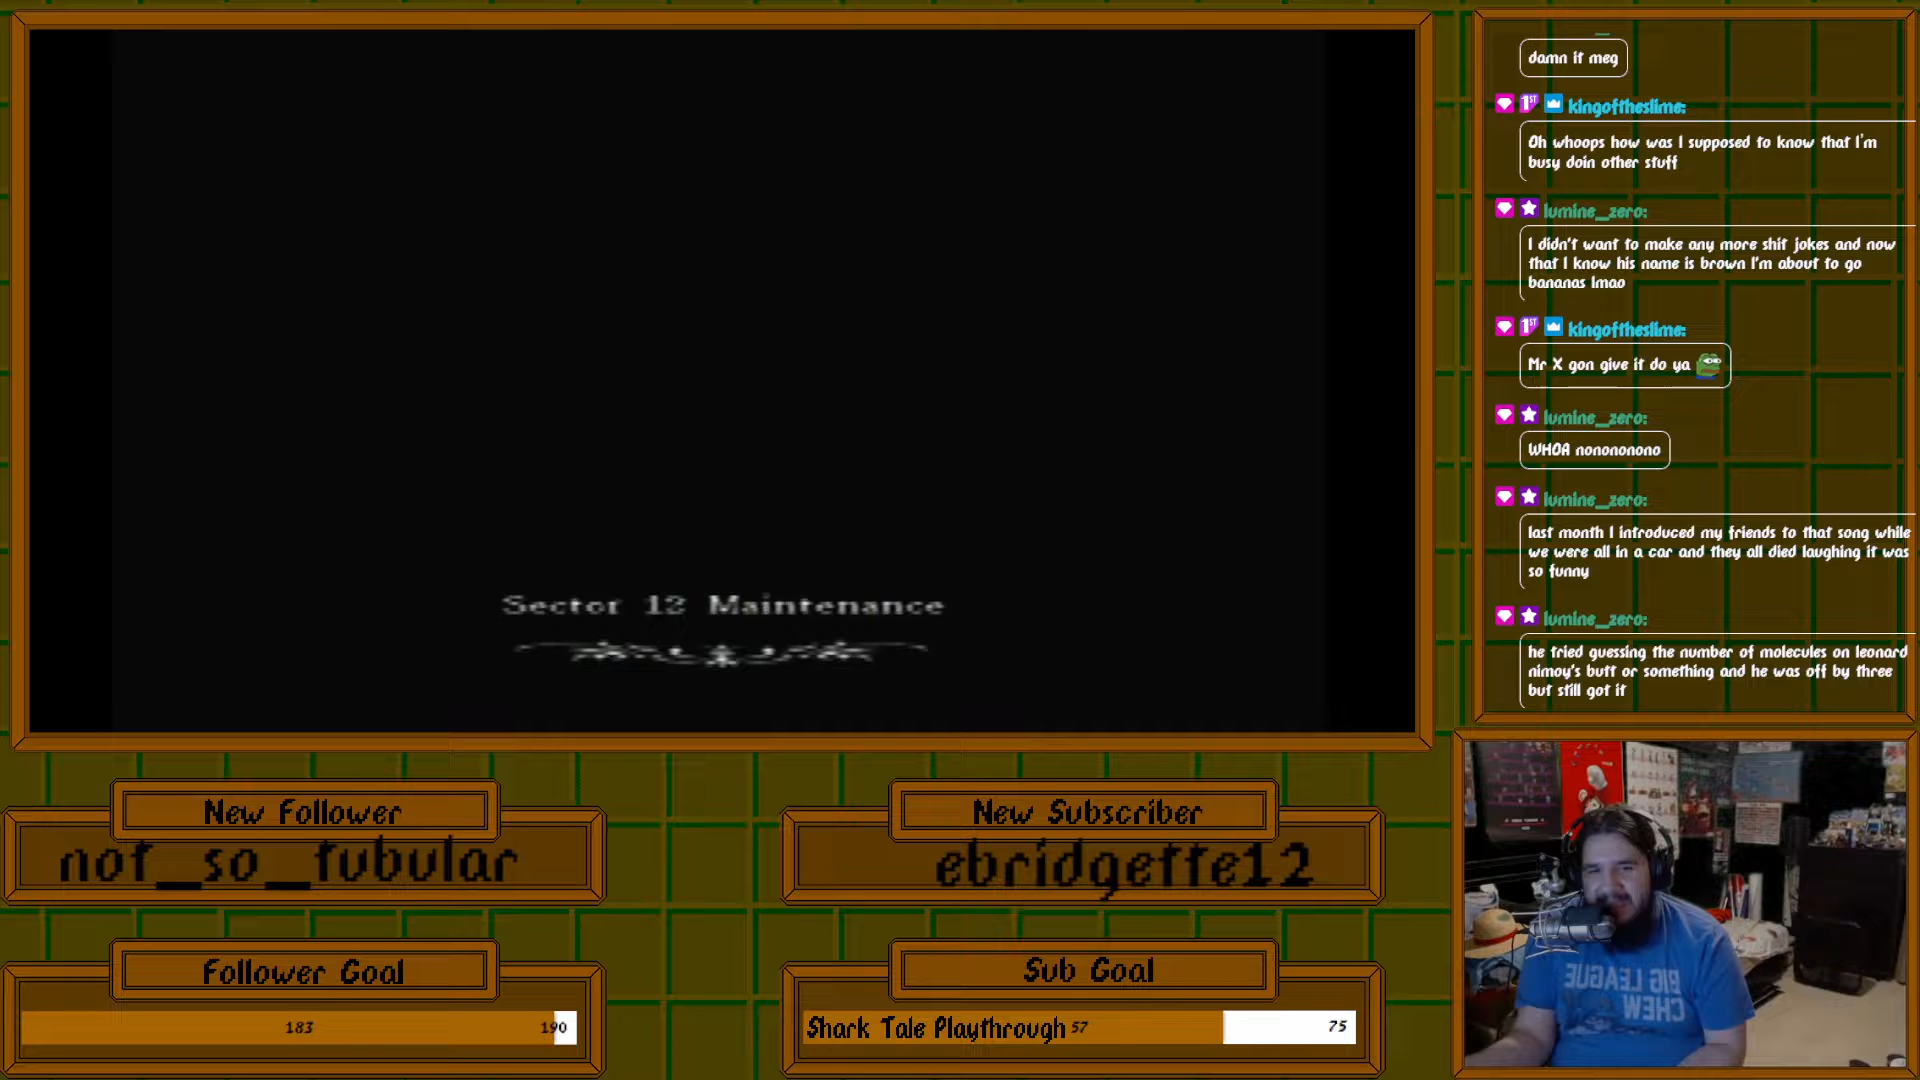 Sector 12 Maintenance
damn it meg
1ST kingoftheslime:
Oh whoops how was I supposed to know that I'm
busy doin other stuff
lumine_zero:
I didn't want to make any more shit jokes and now
that I know his name is brown I'm about to go
bananas lmao
1ST kingoftheslime:
Mr X gon give it do ya
lumine_zero:
WHOA nonononono
lumine_zero:
last month I introduced my friends to that song while
we were all in a car and they all died laughing it was
so funny
lumine_zero:
he tried guessing the number of molecules on leonard
nimoy's butt or something and he was off by three
but still got it
New Follower
not_so_tubular
New Subscriber
ebridgette12
Follower Goal
183 190
Sub Goal
Shark Tale Playthrough 57 75
BIG LEAGUE
CHEW